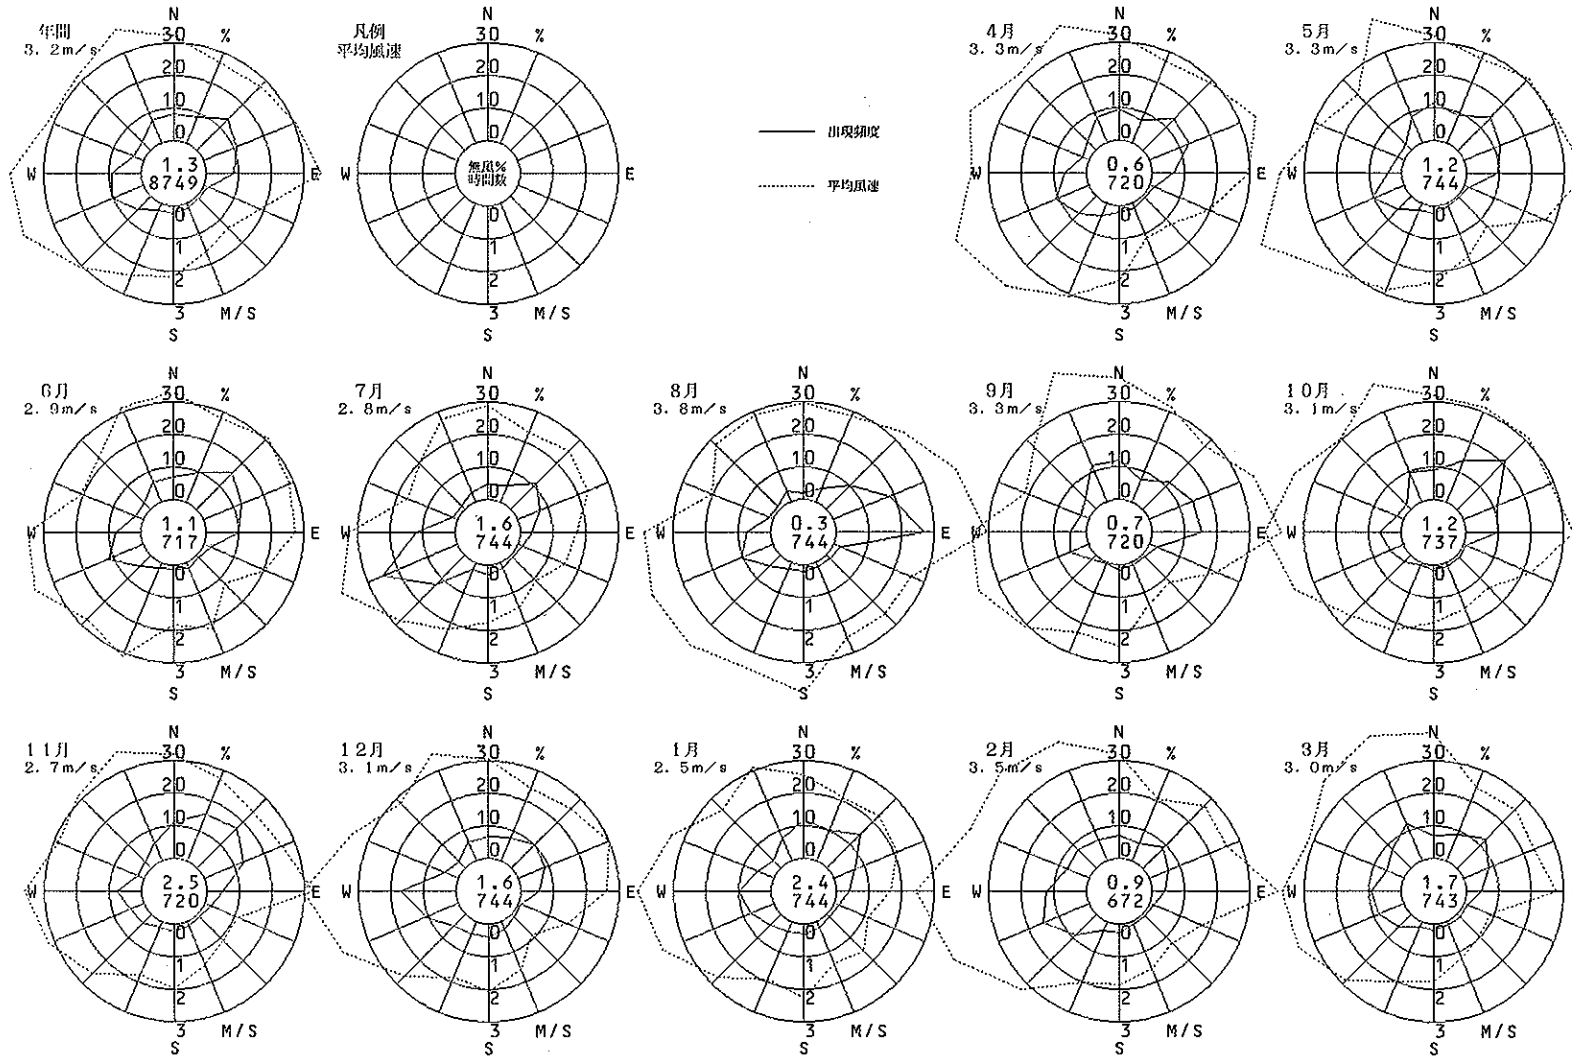 年間
3.2m/s
N
30 %
20
10
0
W
1.3
8749
E
0
1
2
3 M/S
S
凡例
平均風速
N
30 %
20
10
0
W
無風%
時間数
E
0
1
2
3 M/S
S
出現頻度
平均風速
4月
3.3m/s
N
30 %
20
10
0
W
0.6
720
E
0
1
2
3 M/S
S
5月
3.3m/s
N
30 %
20
10
0
W
1.2
744
E
0
1
2
3 M/S
S
6月
2.9m/s
N
30 %
20
10
0
W
1.1
717
E
0
1
2
3 M/S
S
7月
2.8m/s
N
30 %
20
10
0
W
1.6
744
E
0
1
2
3 M/S
S
8月
3.8m/s
N
30 %
20
10
0
W
0.3
744
E
0
1
2
3 M/S
S
9月
3.3m/s
N
30 %
20
10
0
W
0.7
720
E
0
1
2
3 M/S
S
10月
3.1m/s
N
30 %
20
10
0
W
1.2
737
E
0
1
2
3 M/S
S
11月
2.7m/s
N
30 %
20
10
0
W
2.5
720
E
0
1
2
3 M/S
S
12月
3.1m/s
N
30 %
20
10
0
W
1.6
744
E
0
1
2
3 M/S
S
1月
2.5m/s
N
30 %
20
10
0
W
2.4
744
E
0
1
2
3 M/S
S
2月
3.5m/s
N
30 %
20
10
0
W
0.9
672
E
0
1
2
3 M/S
S
3月
3.0m/s
N
30 %
20
10
0
W
1.7
743
E
0
1
2
3 M/S
S